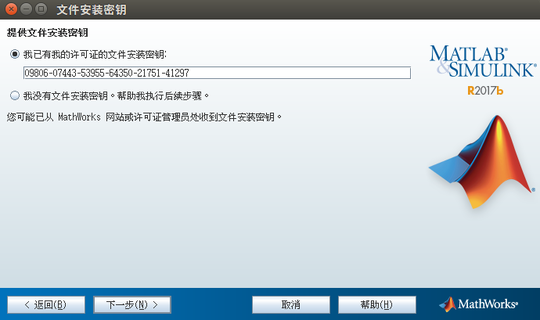 文件安装密钥
提供文件安装密钥
我已有我的许可证的文件安装密钥:
09806-07443-53955-64350-21751-41297
我没有文件安装密钥。帮助我执行后续步骤。
您可能已从 MathWorks 网站或许可证管理员处收到文件安装密钥。
MATLAB®
&SIMULINK®
R2017b
< 返回(B)
下一步(N) >
取消
帮助(H)
MathWorks®